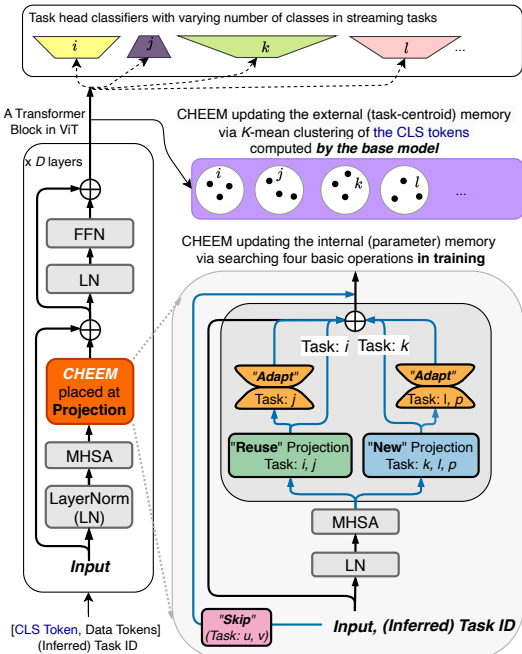 Task head classifiers with varying number of classes in streaming tasks
i
j
k
l
...
A Transformer
Block in ViT
CHEEM updating the external (task-centroid) memory
via K-mean clustering of the CLS tokens
computed by the base model
x D layers
i
j
k
l
...
FFN
LN
CHEEM updating the internal (parameter) memory
via searching four basic operations in training
CHEEM
placed at
Projection
MHSA
LayerNorm
(LN)
Input
[CLS Token, Data Tokens]
(Inferred) Task ID
Task: i
Task: k
"Adapt"
Task: j
"Adapt"
Task: l, p
"Reuse" Projection
Task: i, j
"New" Projection
Task: k, l, p
MHSA
LN
"Skip"
(Task: u, v)
Input, (Inferred) Task ID